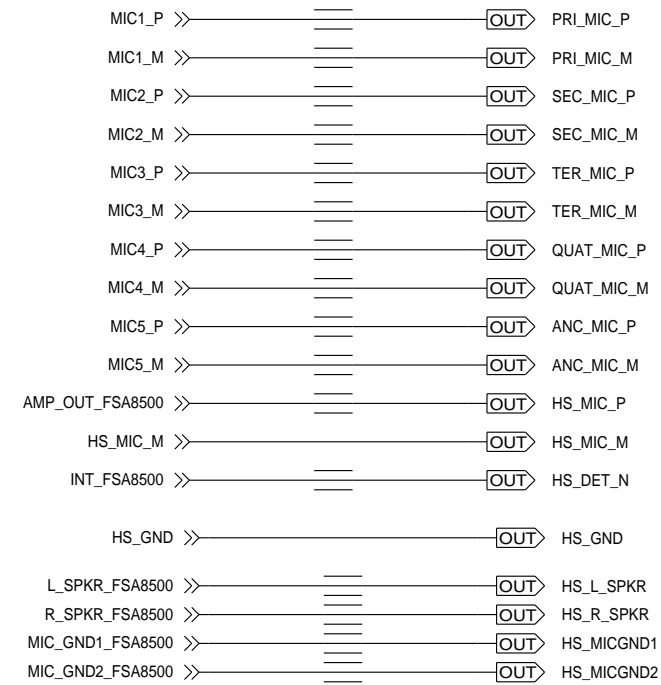 MIC1_P OUT PRI_MIC_P
MIC1_M OUT PRI_MIC_M
MIC2_P OUT SEC_MIC_P
MIC2_M OUT SEC_MIC_M
MIC3_P OUT TER_MIC_P
MIC3_M OUT TER_MIC_M
MIC4_P OUT QUAT_MIC_P
MIC4_M OUT QUAT_MIC_M
MIC5_P OUT ANC_MIC_P
MIC5_M OUT ANC_MIC_M
AMP_OUT_FSA8500 OUT HS_MIC_P
HS_MIC_M OUT HS_MIC_M
INT_FSA8500 OUT HS_DET_N
HS_GND OUT HS_GND
L_SPKR_FSA8500 OUT HS_L_SPKR
R_SPKR_FSA8500 OUT HS_R_SPKR
MIC_GND1_FSA8500 OUT HS_MICGND1
MIC_GND2_FSA8500 OUT HS_MICGND2